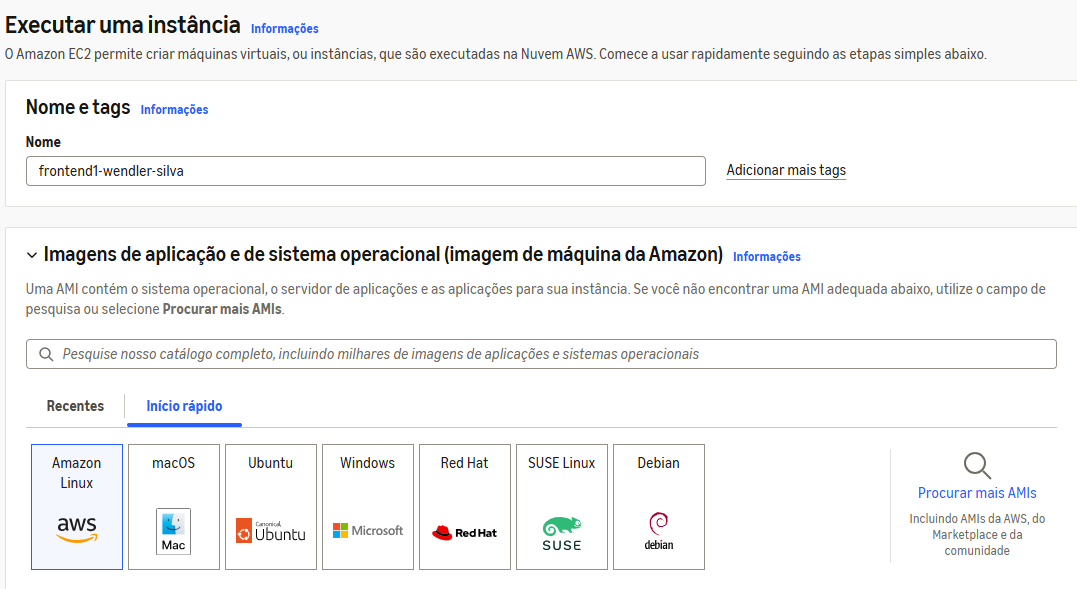 Executar uma instância Informações
O Amazon EC2 permite criar máquinas virtuais, ou instâncias, que são executadas na Nuvem AWS. Comece a usar rapidamente seguindo as etapas simples abaixo.
Nome e tags Informações
Nome
frontend1-wendler-silva
Adicionar mais tags
Imagens de aplicação e de sistema operacional (imagem de máquina da Amazon) Informações
Uma AMI contém o sistema operacional, o servidor de aplicações e as aplicações para sua instância. Se você não encontrar uma AMI adequada abaixo, utilize o campo de
pesquisa ou selecione Procurar mais AMIs.
Pesquise nosso catálogo completo, incluindo milhares de imagens de aplicações e sistemas operacionais
Recentes
Início rápido
Amazon
Linux
aws
macOS
Mac
Ubuntu
Canonical
Ubuntu
Windows
Microsoft
Red Hat
Red Hat
SUSE Linux
SUSE
Debian
debian
Procurar mais AMIs
Incluindo AMIs da AWS, do
Marketplace e da
comunidade